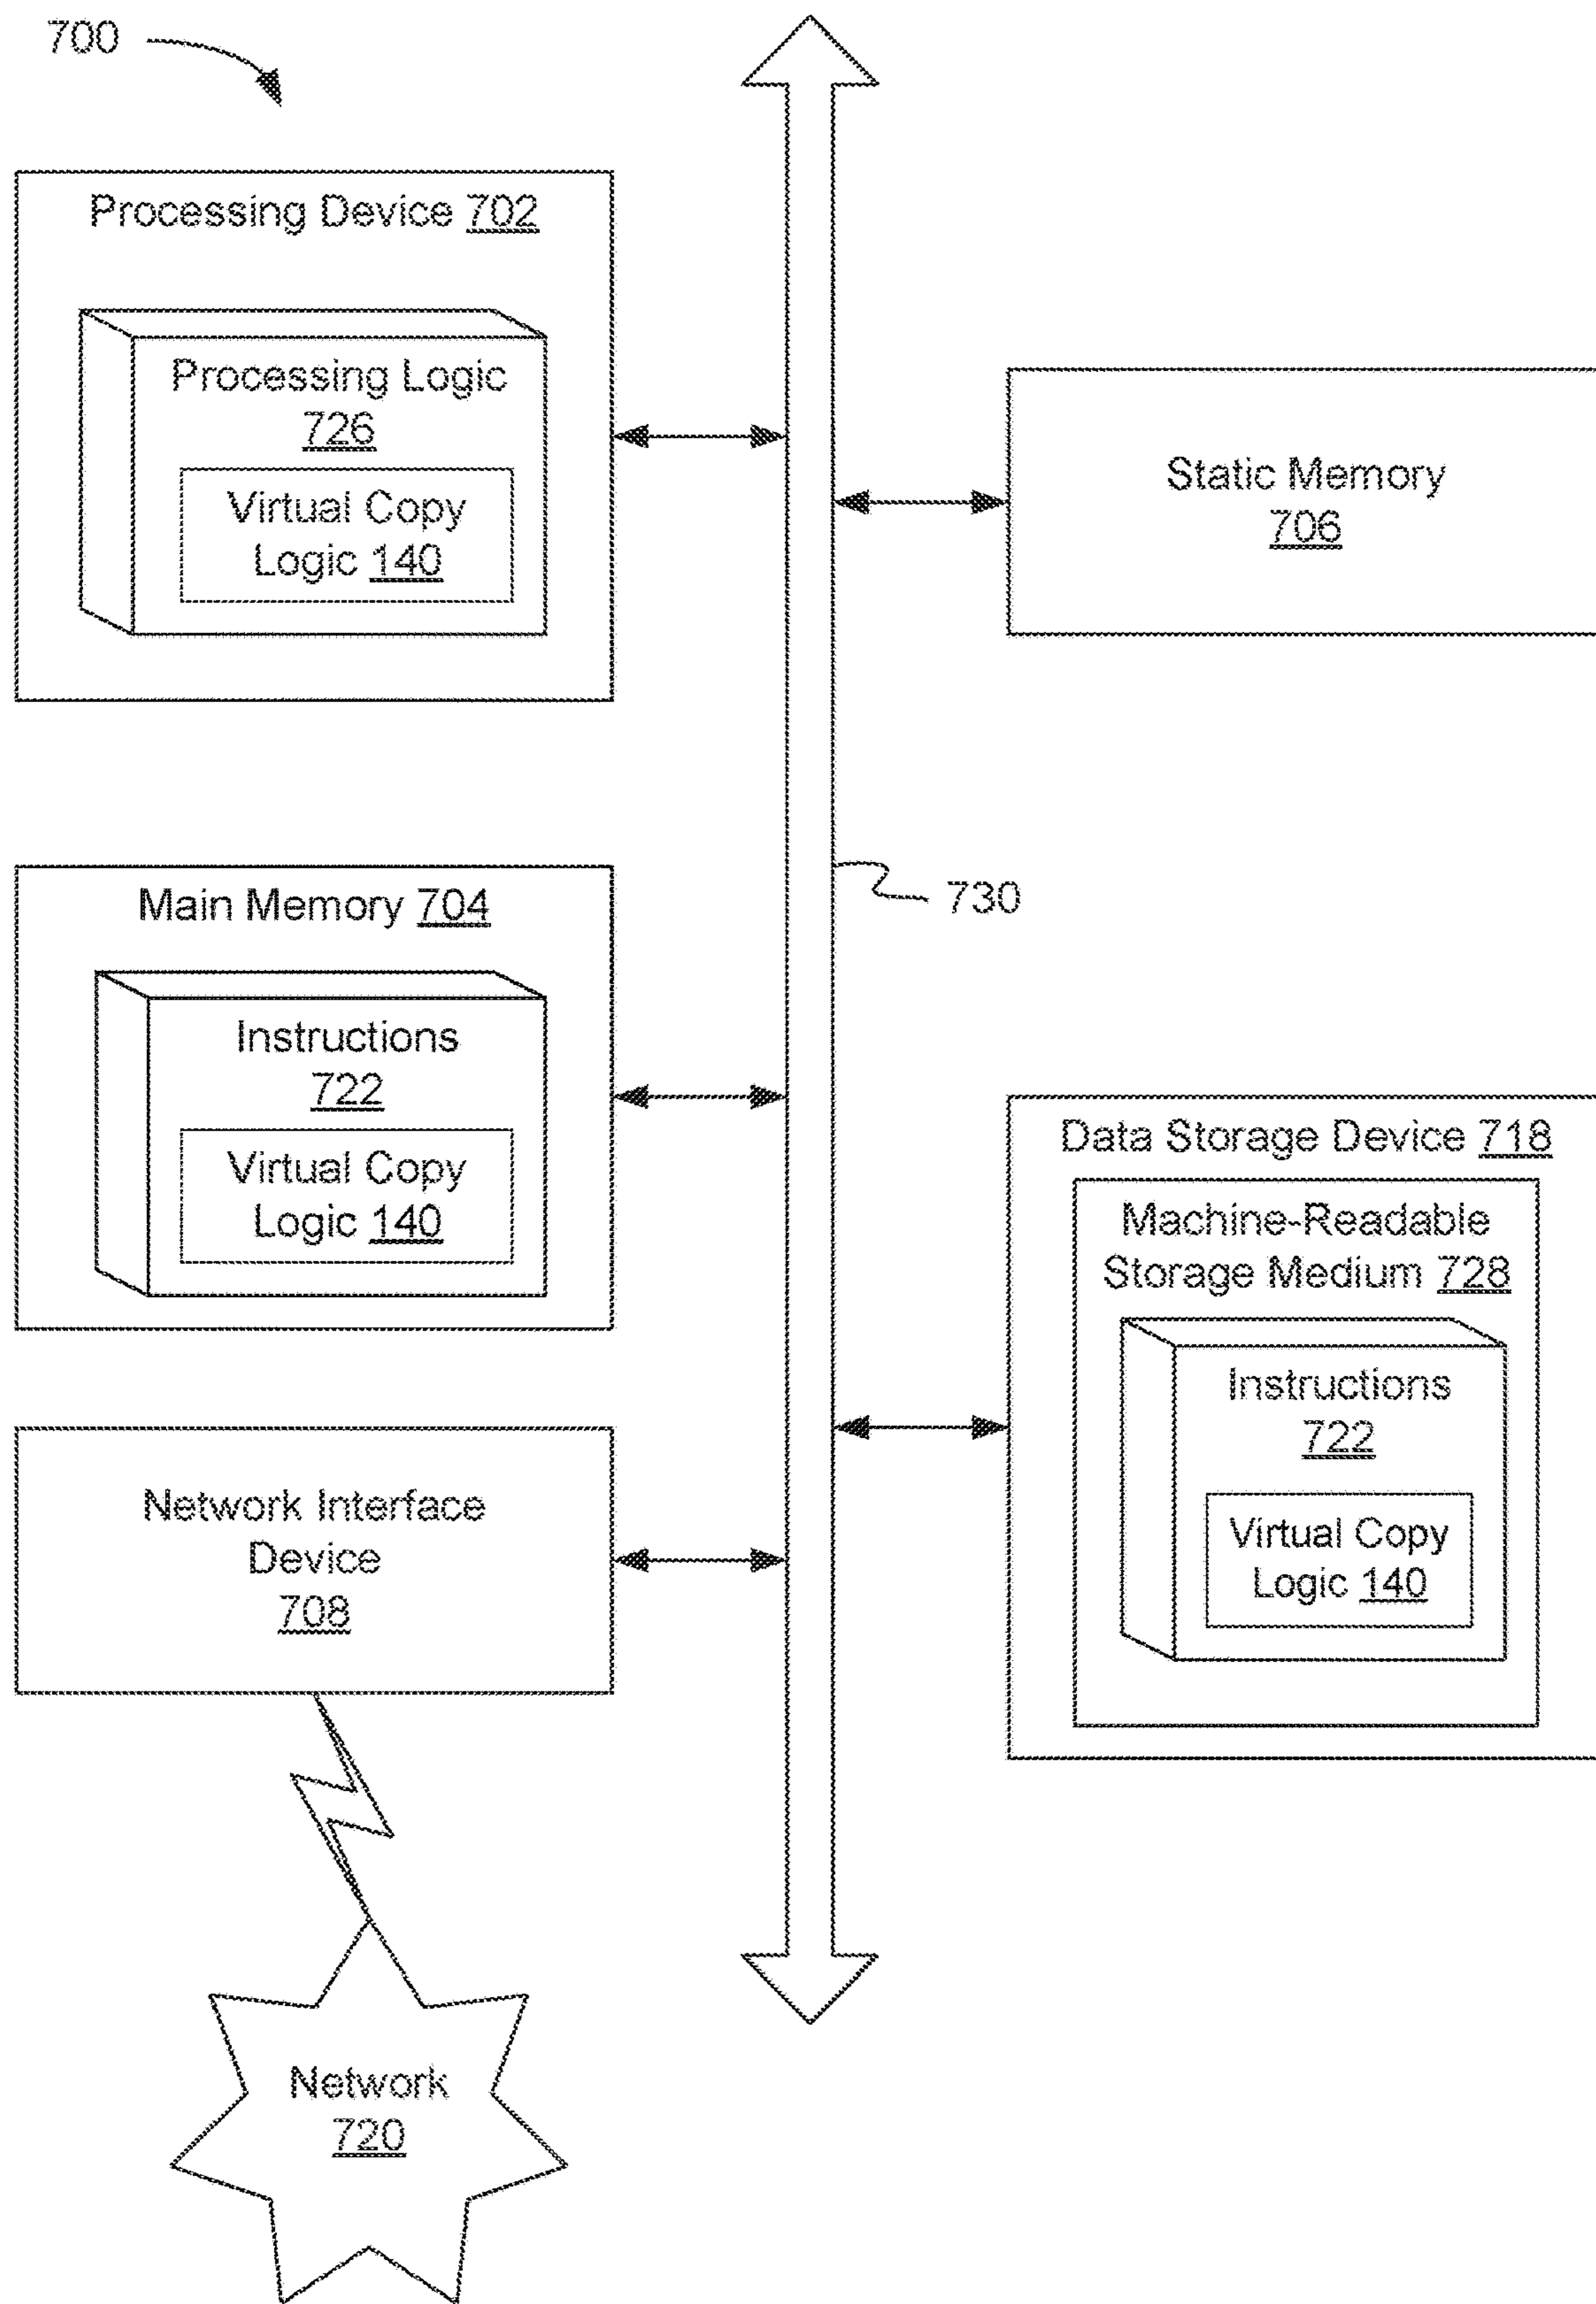 700
Processing Device 702
Processing Logic
726
Virtual Copy
Logic 140
Static Memory
706
Main Memory 704
730
Instructions
722
Virtual Copy
Logic 140
Data Storage Device 718
Machine-Readable
Storage Medium 728
Instructions
722
Virtual Copy
Logic 140
Network Interface
Device
708
Network
720